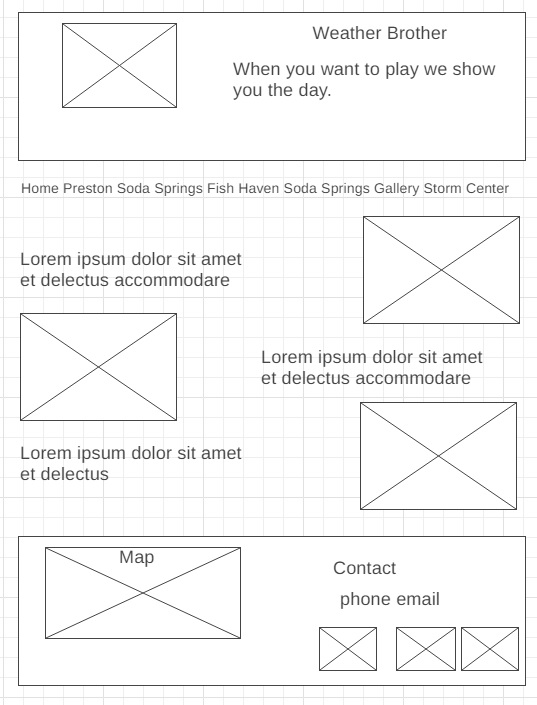 Weather Brother
When you want to play we show
you the day.
Home Preston Soda Springs Fish Haven Soda Springs Gallery Storm Center
Lorem ipsum dolor sit amet
et delectus accommodare
Lorem ipsum dolor sit amet
et delectus accommodare
Lorem ipsum dolor sit amet
et delectus
Map
Contact
phone email